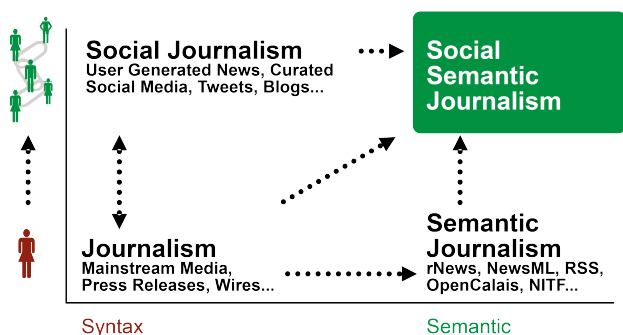 Social Journalism
User Generated News, Curated
Social Media, Tweets, Blogs...
Social
Semantic
Journalism
Journalism
Mainstream Media,
Press Releases, Wires...
Semantic
Journalism
rNews, NewsML, RSS,
OpenCalais, NITF...
Syntax
Semantic